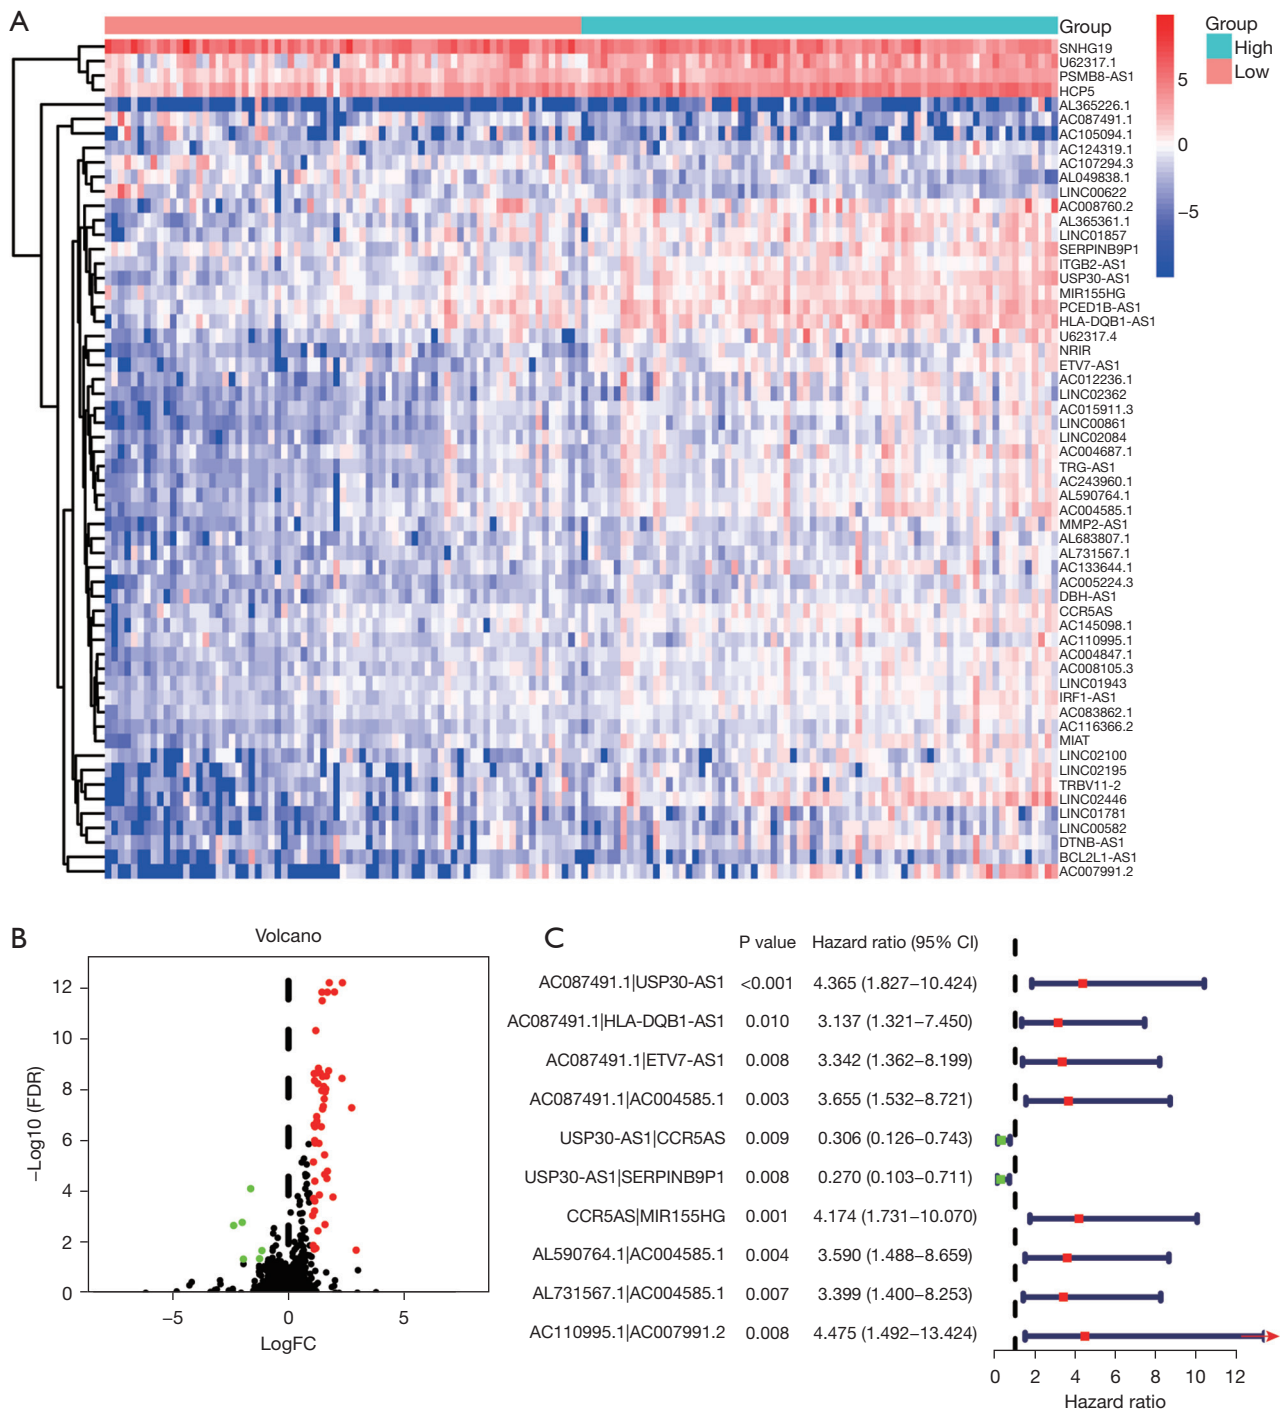 A
Group
SNHG19
U62317.1
PSMB8-AS1
HCP5
AL365226.1
AC087491.1
AC105094.1
AC124319.1
AC107294.3
AL049838.1
LINC00622
AC008760.2
AL365361.1
LINC01857
SERPINB9P1
ITGB2-AS1
USP30-AS1
MIR155HG
PCED1B-AS1
HLA-DQB1-AS1
U62317.4
NRIR
ETV7-AS1
AC012236.1
LINC02362
AC015911.3
LINC00861
LINC02084
AC004687.1
TRG-AS1
AC243960.1
AL590764.1
AC004585.1
MMP2-AS1
AL683807.1
AL731567.1
AC133644.1
AC005224.3
DBH-AS1
CCR5AS
AC145098.1
AC110995.1
AC004847.1
AC008105.3
LINC01943
IRF1-AS1
AC083862.1
AC116366.2
MIAT
LINC02100
LINC02195
TRBV11-2
LINC02446
LINC01781
LINC00582
DTNB-AS1
BCL2L1-AS1
AC007991.2
5
0
−5
Group
High
Low
B
Volcano
−Log10 (FDR)
12
10
8
6
4
2
0
−5 0 5
LogFC
C
P value Hazard ratio (95% CI)
AC087491.1|USP30-AS1 <0.001 4.365 (1.827−10.424)
AC087491.1|HLA-DQB1-AS1 0.010 3.137 (1.321−7.450)
AC087491.1|ETV7-AS1 0.008 3.342 (1.362−8.199)
AC087491.1|AC004585.1 0.003 3.655 (1.532−8.721)
USP30-AS1|CCR5AS 0.009 0.306 (0.126−0.743)
USP30-AS1|SERPINB9P1 0.008 0.270 (0.103−0.711)
CCR5AS|MIR155HG 0.001 4.174 (1.731−10.070)
AL590764.1|AC004585.1 0.004 3.590 (1.488−8.659)
AL731567.1|AC004585.1 0.007 3.399 (1.400−8.253)
AC110995.1|AC007991.2 0.008 4.475 (1.492−13.424)
0 2 4 6 8 10 12
Hazard ratio